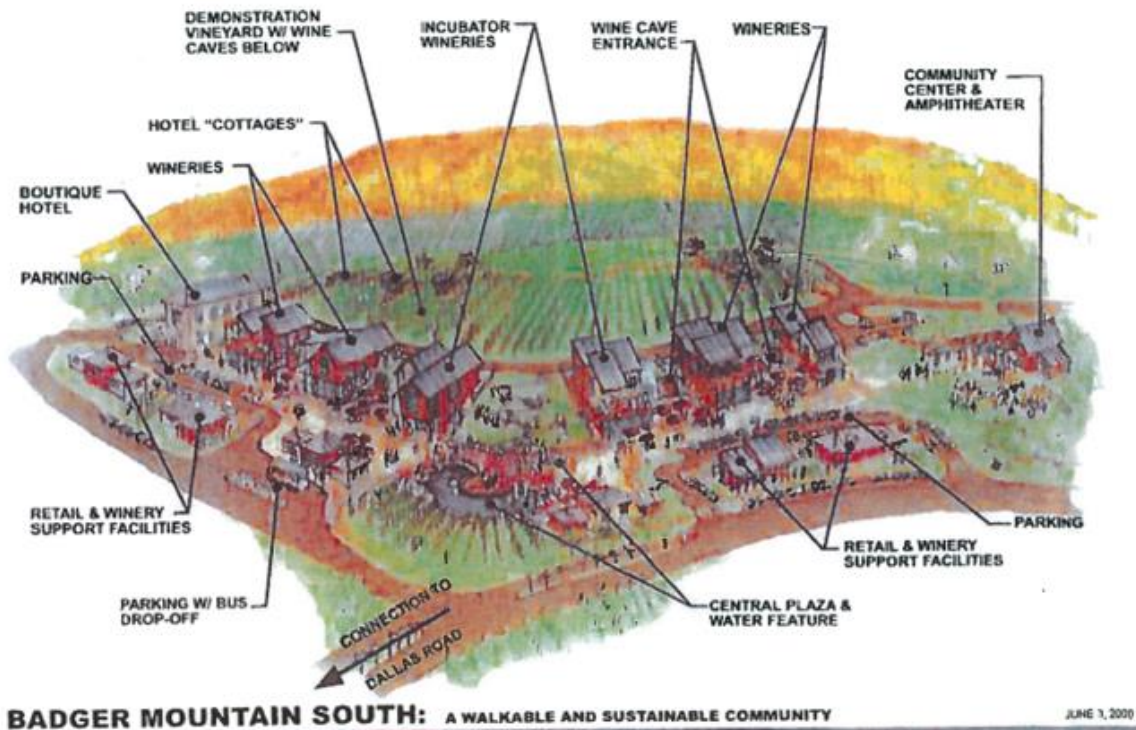 DEMONSTRATION
VINEYARD W/ WINE
CAVES BELOW
INCUBATOR
WINERIES
WINE CAVE
ENTRANCE
WINERIES
COMMUNITY
CENTER &
AMPHITHEATER
HOTEL "COTTAGES"
WINERIES
BOUTIQUE
HOTEL
PARKING
RETAIL & WINERY
SUPPORT FACILITIES
PARKING W/ BUS
DROP-OFF
CONNECTION TO
DALLAS ROAD
CENTRAL PLAZA &
WATER FEATURE
RETAIL & WINERY
SUPPORT FACILITIES
PARKING
BADGER MOUNTAIN SOUTH: A WALKABLE AND SUSTAINABLE COMMUNITY
JUNE 3, 2000